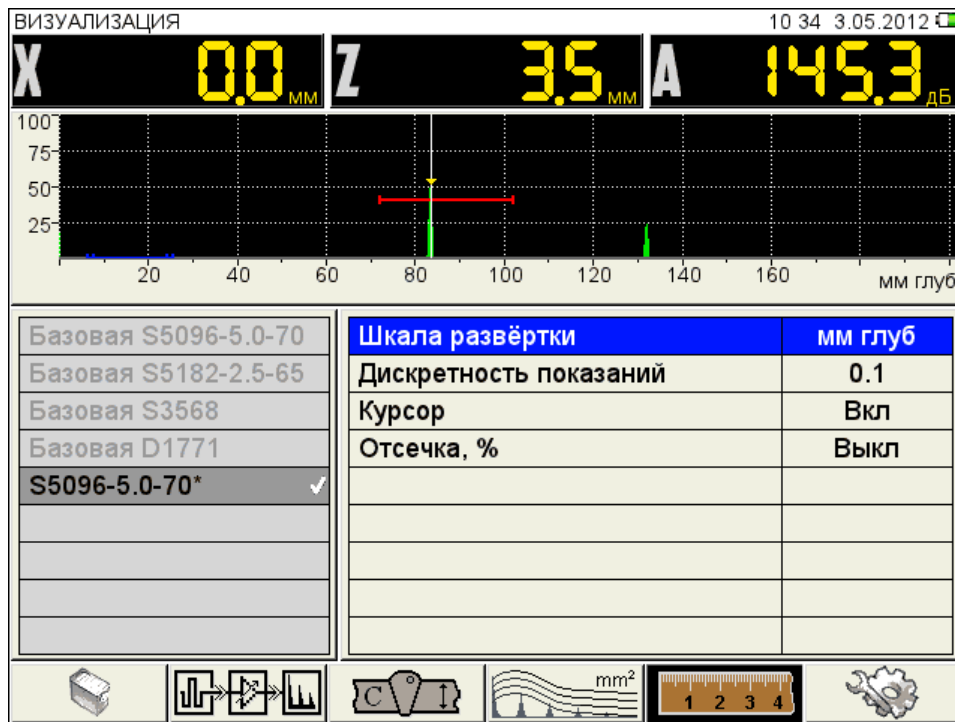 ВИЗУАЛИЗАЦИЯ 10 34 3.05.2012
X 0.0 мм Z 3.5 мм A 145.3 дБ
100
75
50
25
20 40 60 80 100 120 140 160 мм глуб
Базовая S5096-5.0-70
Базовая S5182-2.5-65
Базовая S3568
Базовая D1771
S5096-5.0-70*
Шкала развёртки мм глуб
Дискретность показаний 0.1
Курсор Вкл
Отсечка, % Выкл
C mm² 1 2 3 4